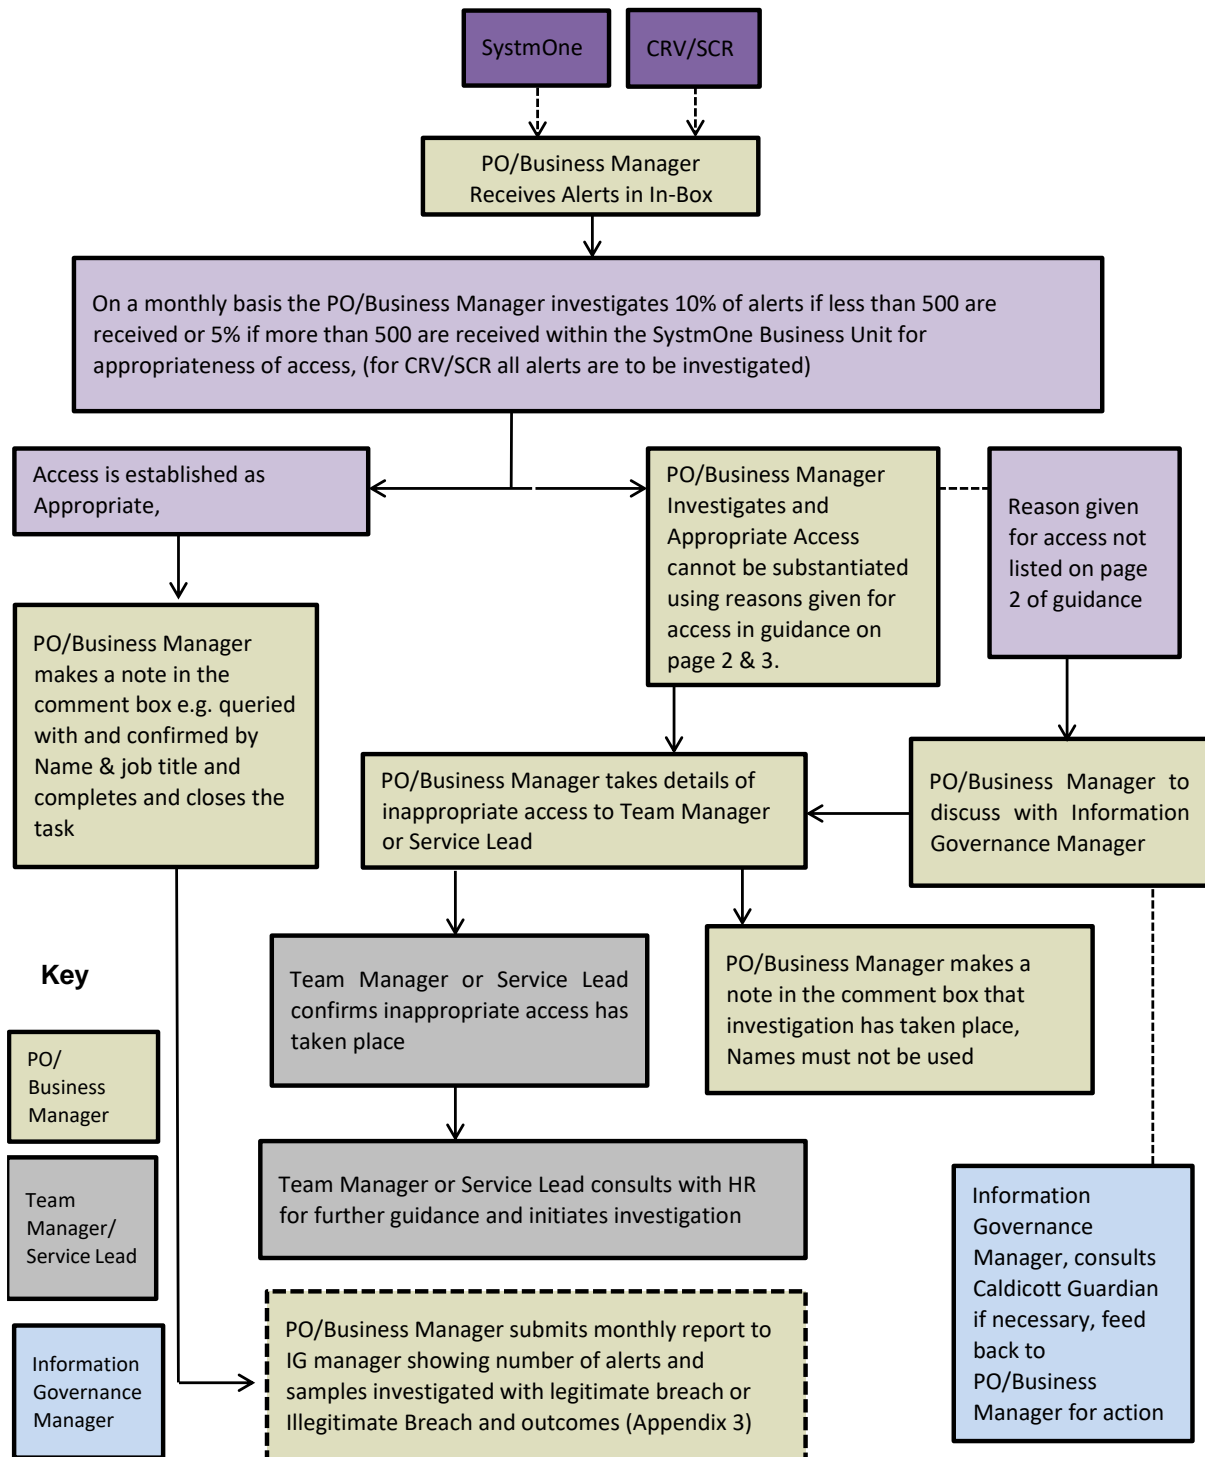 SystmOne
CRV/SCR
PO/Business Manager
Receives Alerts in In-Box
On a monthly basis the PO/Business Manager investigates 10% of alerts if less than 500 are
received or 5% if more than 500 are received within the SystmOne Business Unit for
appropriateness of access, (for CRV/SCR all alerts are to be investigated)
Access is established as
Appropriate,
PO/Business Manager
Investigates and
Appropriate Access
cannot be substantiated
using reasons given for
access in guidance on
page 2 & 3.
Reason given
for access not
listed on page
2 of guidance
PO/Business Manager
makes a note in the
comment box e.g. queried
with and confirmed by
Name & job title and
completes and closes the
task
PO/Business Manager takes details of
inappropriate access to Team Manager
or Service Lead
PO/Business Manager to
discuss with Information
Governance Manager
Team Manager or Service Lead
confirms inappropriate access has
taken place
PO/Business Manager makes a
note in the comment box that
investigation has taken place,
Names must not be used
Key
PO/
Business
Manager
Team
Manager/
Service Lead
Information
Governance
Manager
Team Manager or Service Lead consults with HR
for further guidance and initiates investigation
Information
Governance
Manager, consults
Caldicott Guardian
if necessary, feed
back to
PO/Business
Manager for action
PO/Business Manager submits monthly report to
IG manager showing number of alerts and
samples investigated with legitimate breach or
Illegitimate Breach and outcomes (Appendix 3)